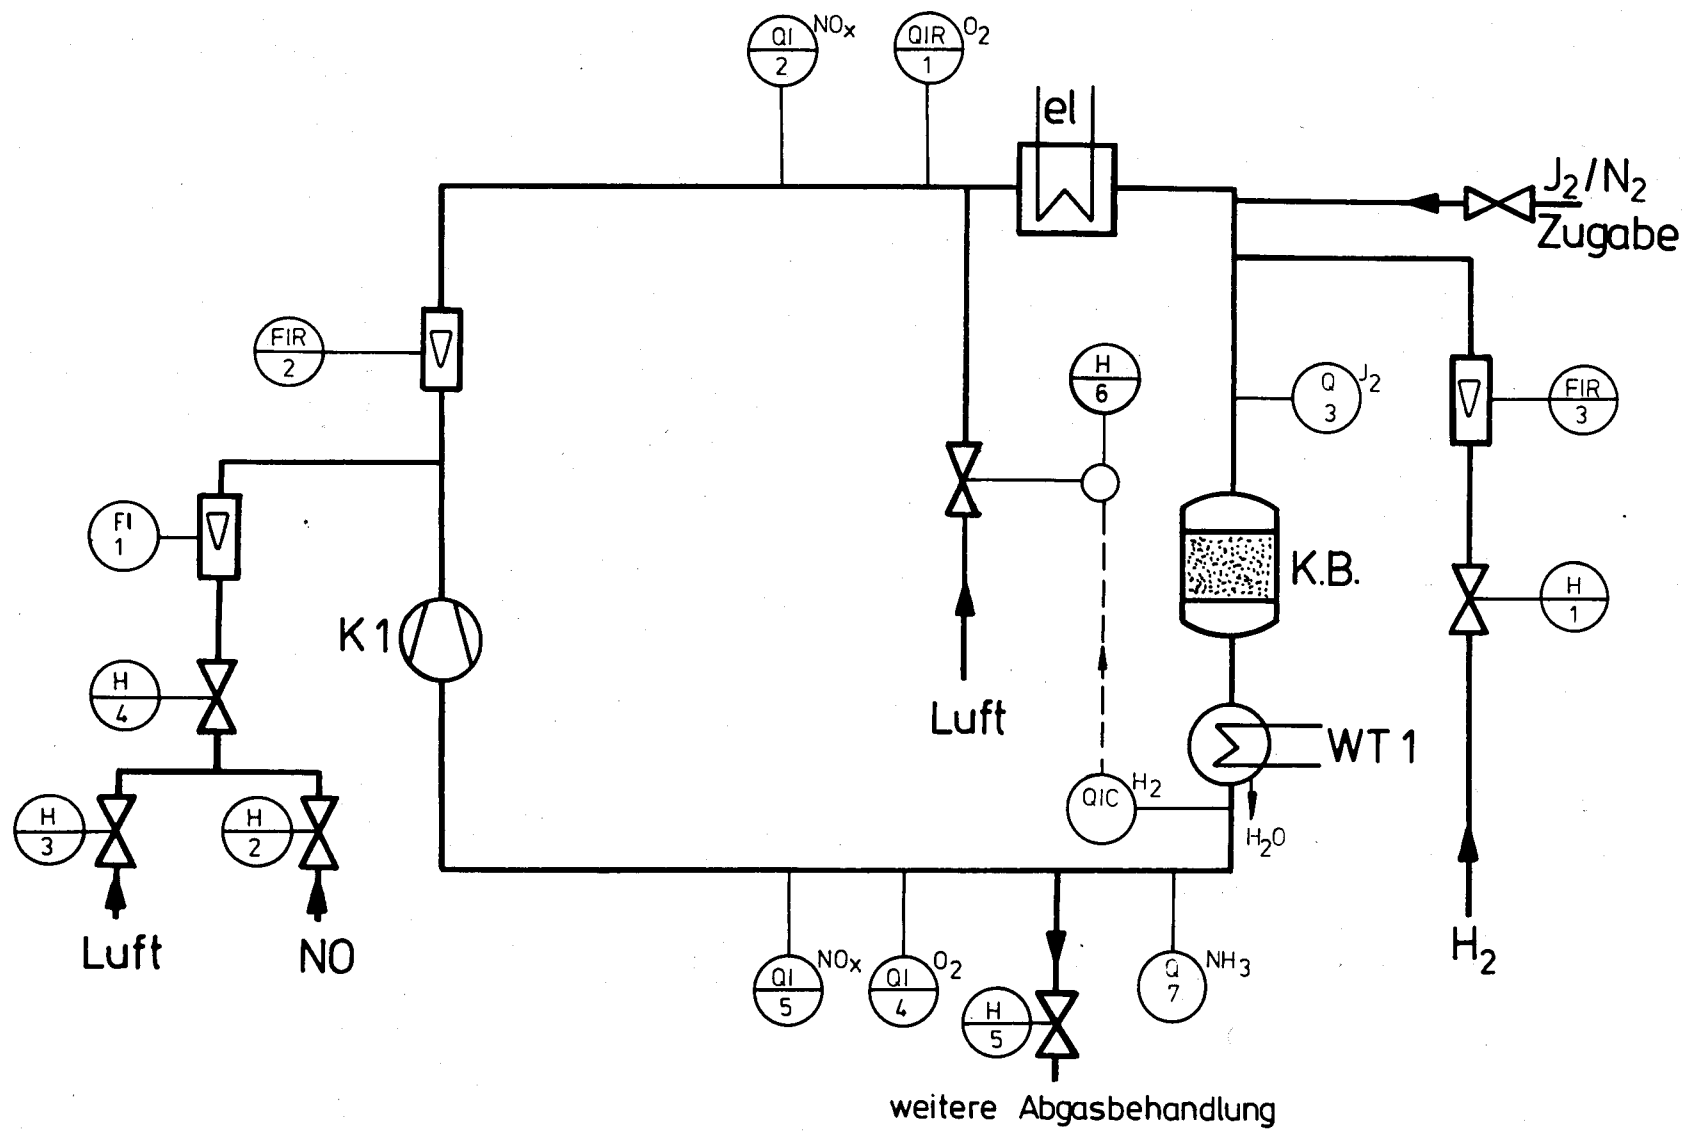 QI
2
NOx
QIR
1
O2
el
J2/N2
Zugabe
FIR
2
H
6
Q
3
J2
FIR
3
FI
1
K.B.
H
1
K1
H
4
Luft
WT1
QIC
H2
H2O
H
3
H
2
Luft
NO
H2
QI
5
NOx
QI
4
O2
Q
7
NH3
H
5
weitere Abgasbehandlung